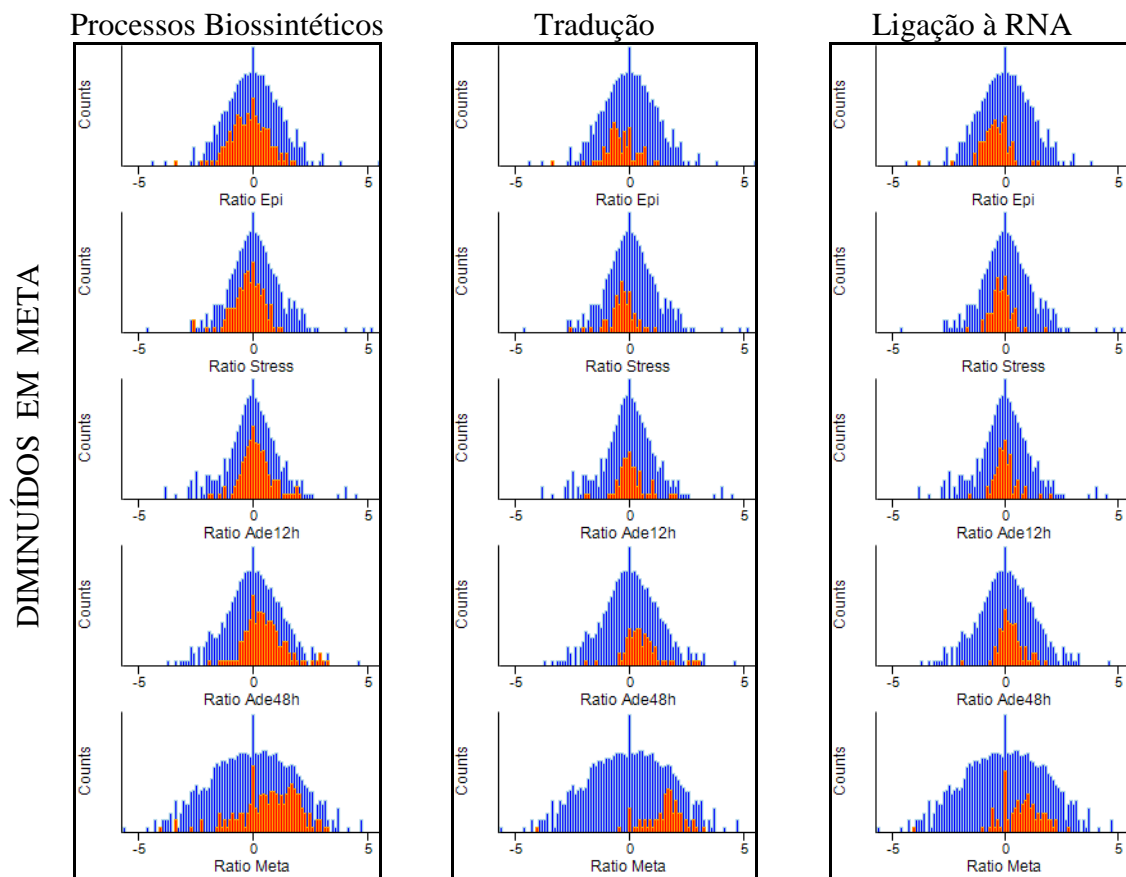 Processos Biossintéticos Tradução Ligação à RNA
DIMINUÍDOS EM META
Counts Counts Counts
-5 0 5 -5 0 5 -5 0 5
Ratio Epi Ratio Epi Ratio Epi
Counts Counts Counts
-5 0 5 -5 0 5 -5 0 5
Ratio Stress Ratio Stress Ratio Stress
Counts Counts Counts
-5 0 5 -5 0 5 -5 0 5
Ratio Ade12h Ratio Ade12h Ratio Ade12h
Counts Counts Counts
-5 0 5 -5 0 5 -5 0 5
Ratio Ade48h Ratio Ade48h Ratio Ade48h
Counts Counts Counts
-5 0 5 -5 0 5 -5 0 5
Ratio Meta Ratio Meta Ratio Meta